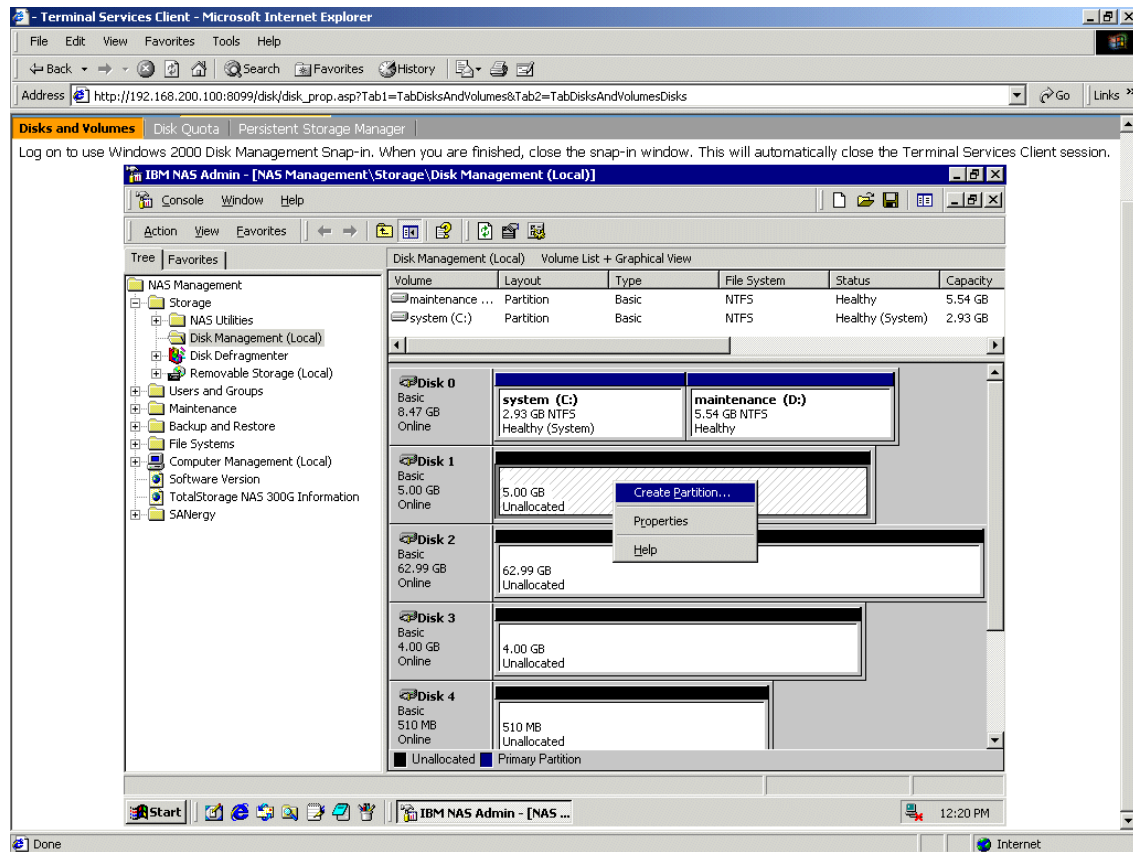 - Terminal Services Client - Microsoft Internet Explorer
File Edit View Favorites Tools Help
Back Search Favorites History
Address http://192.168.200.100:8099/disk/disk_prop.asp?Tab1=TabDisksAndVolumes&Tab2=TabDisksAndVolumesDisks Go Links »
Disks and Volumes | Disk Quota | Persistent Storage Manager |
Log on to use Windows 2000 Disk Management Snap-in. When you are finished, close the snap-in window. This will automatically close the Terminal Services Client session.
IBM NAS Admin - [NAS Management\Storage\Disk Management (Local)]
Console Window Help
Action View Favorites
Tree Favorites
NAS Management
Storage
NAS Utilities
Disk Management (Local)
Disk Defragmenter
Removable Storage (Local)
Users and Groups
Maintenance
Backup and Restore
File Systems
Computer Management (Local)
Software Version
TotalStorage NAS 300G Information
SANergy
Disk Management (Local) Volume List + Graphical View
Volume Layout Type File System Status Capacity
maintenance ... Partition Basic NTFS Healthy 5.54 GB
system (C:) Partition Basic NTFS Healthy (System) 2.93 GB
Disk 0
Basic
8.47 GB
Online
system (C:)
2.93 GB NTFS
Healthy (System)
maintenance (D:)
5.54 GB NTFS
Healthy
Disk 1
Basic
5.00 GB
Online
5.00 GB
Unallocated
Create Partition...
Properties
Help
Disk 2
Basic
62.99 GB
Online
62.99 GB
Unallocated
Disk 3
Basic
4.00 GB
Online
4.00 GB
Unallocated
Disk 4
Basic
510 MB
Online
510 MB
Unallocated
Unallocated Primary Partition
Start IBM NAS Admin - [NAS ... 12:20 PM
Done Internet